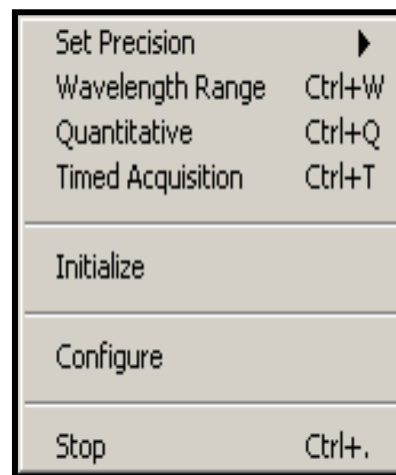 Set Precision
Wavelength Range Ctrl+W
Quantitative Ctrl+Q
Timed Acquisition Ctrl+T
Initialize
Configure
Stop Ctrl+.